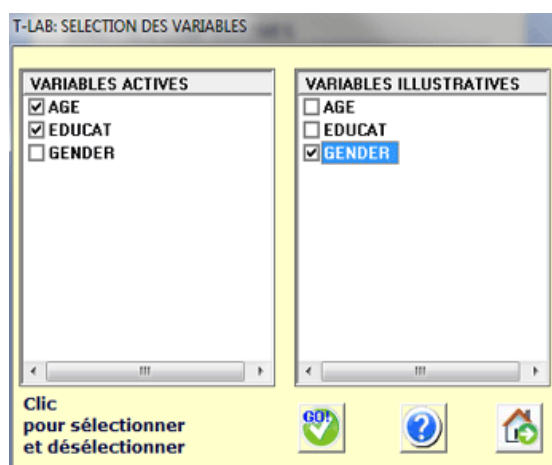 T-LAB: SELECTION DES VARIABLES
VARIABLES ACTIVES
AGE
EDUCAT
GENDER
VARIABLES ILLUSTRATIVES
AGE
EDUCAT
GENDER
Clic
pour sélectionner
et désélectionner
GO!
?